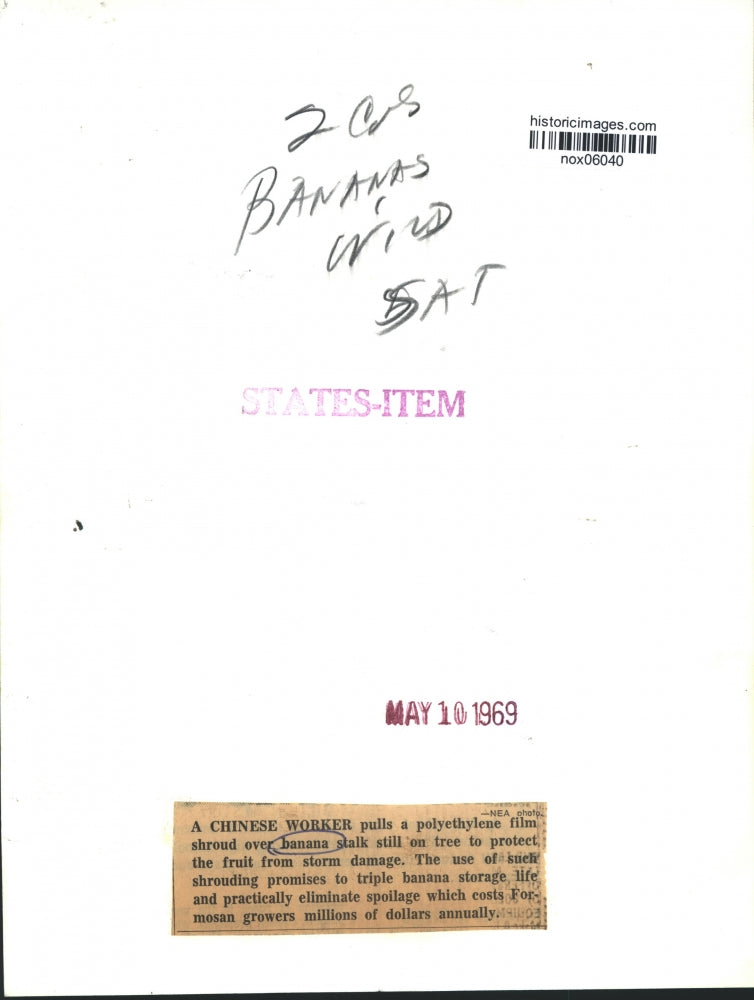 historicimages.com
nox06040
2 Cols
BANANAS
WILD
SAT
STATES-ITEM
MAY 10 1969
—NEA photo.
A CHINESE WORKER pulls a polyethylene film
shroud over banana stalk still on tree to protect
the fruit from storm damage. The use of such
shrouding promises to triple banana storage life
and practically eliminate spoilage which costs For-
mosan growers millions of dollars annually.